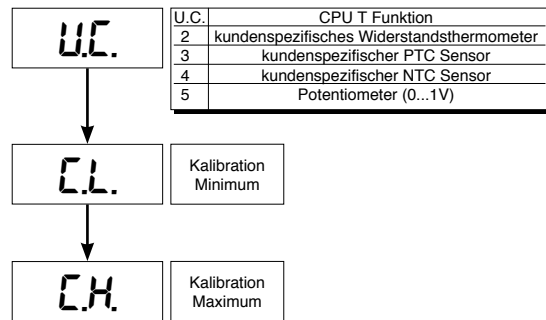 U.C.
U.C. CPU T Funktion
2 kundenspezifisches Widerstandsthermometer
3 kundenspezifischer PTC Sensor
4 kundenspezifischer NTC Sensor
5 Potentiometer (0...1V)
C.L.
Kalibration
Minimum
C.H.
Kalibration
Maximum